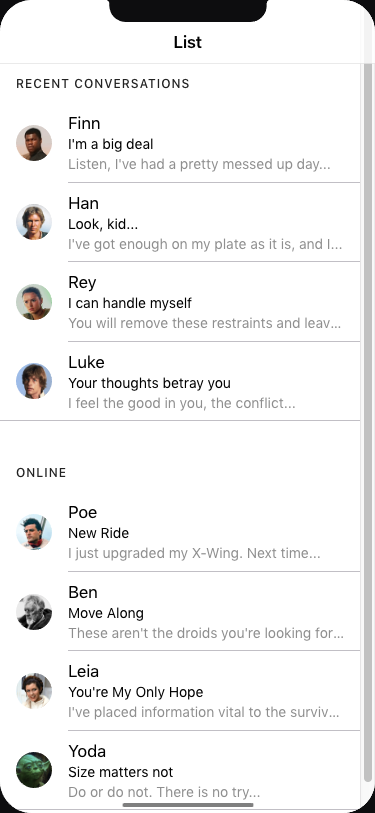 List
RECENT CONVERSATIONS
Finn
I'm a big deal
Listen, I've had a pretty messed up day...
Han
Look, kid...
I've got enough on my plate as it is, and I...
Rey
I can handle myself
You will remove these restraints and leav...
Luke
Your thoughts betray you
I feel the good in you, the conflict...
ONLINE
Poe
New Ride
I just upgraded my X-Wing. Next time...
Ben
Move Along
These aren't the droids you're looking for...
Leia
You're My Only Hope
I've placed information vital to the surviv...
Yoda
Size matters not
Do or do not. There is no try...